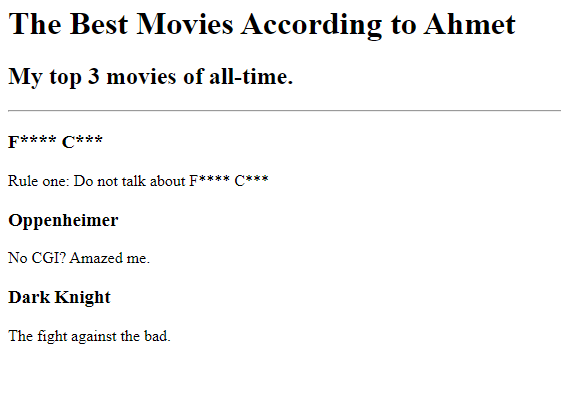 The Best Movies According to Ahmet
My top 3 movies of all-time.
F**** C***
Rule one: Do not talk about F**** C***
Oppenheimer
No CGI? Amazed me.
Dark Knight
The fight against the bad.